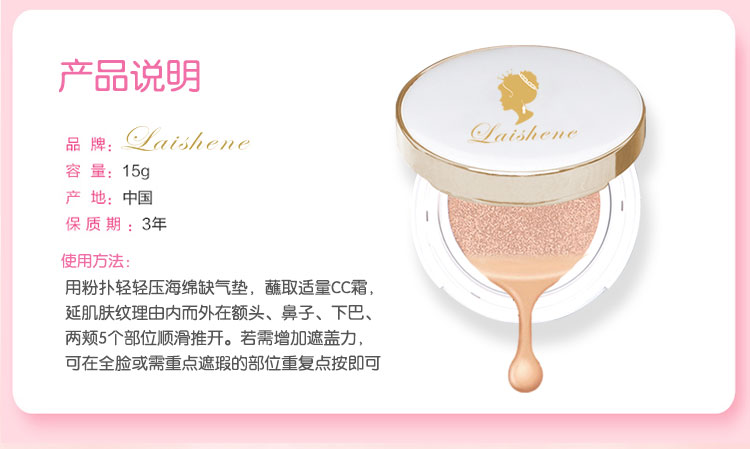 产品说明
品 牌: Laishene
容 量: 15g
产 地: 中国
保 质 期 : 3年
使用方法:
用粉扑轻轻压海绵缺气垫，蘸取适量CC霜，
延肌肤纹理由内而外在额头、鼻子、下巴、
两颊5个部位顺滑推开。若需增加遮盖力，
可在全脸或需重点遮瑕的部位重复点按即可
Laishene